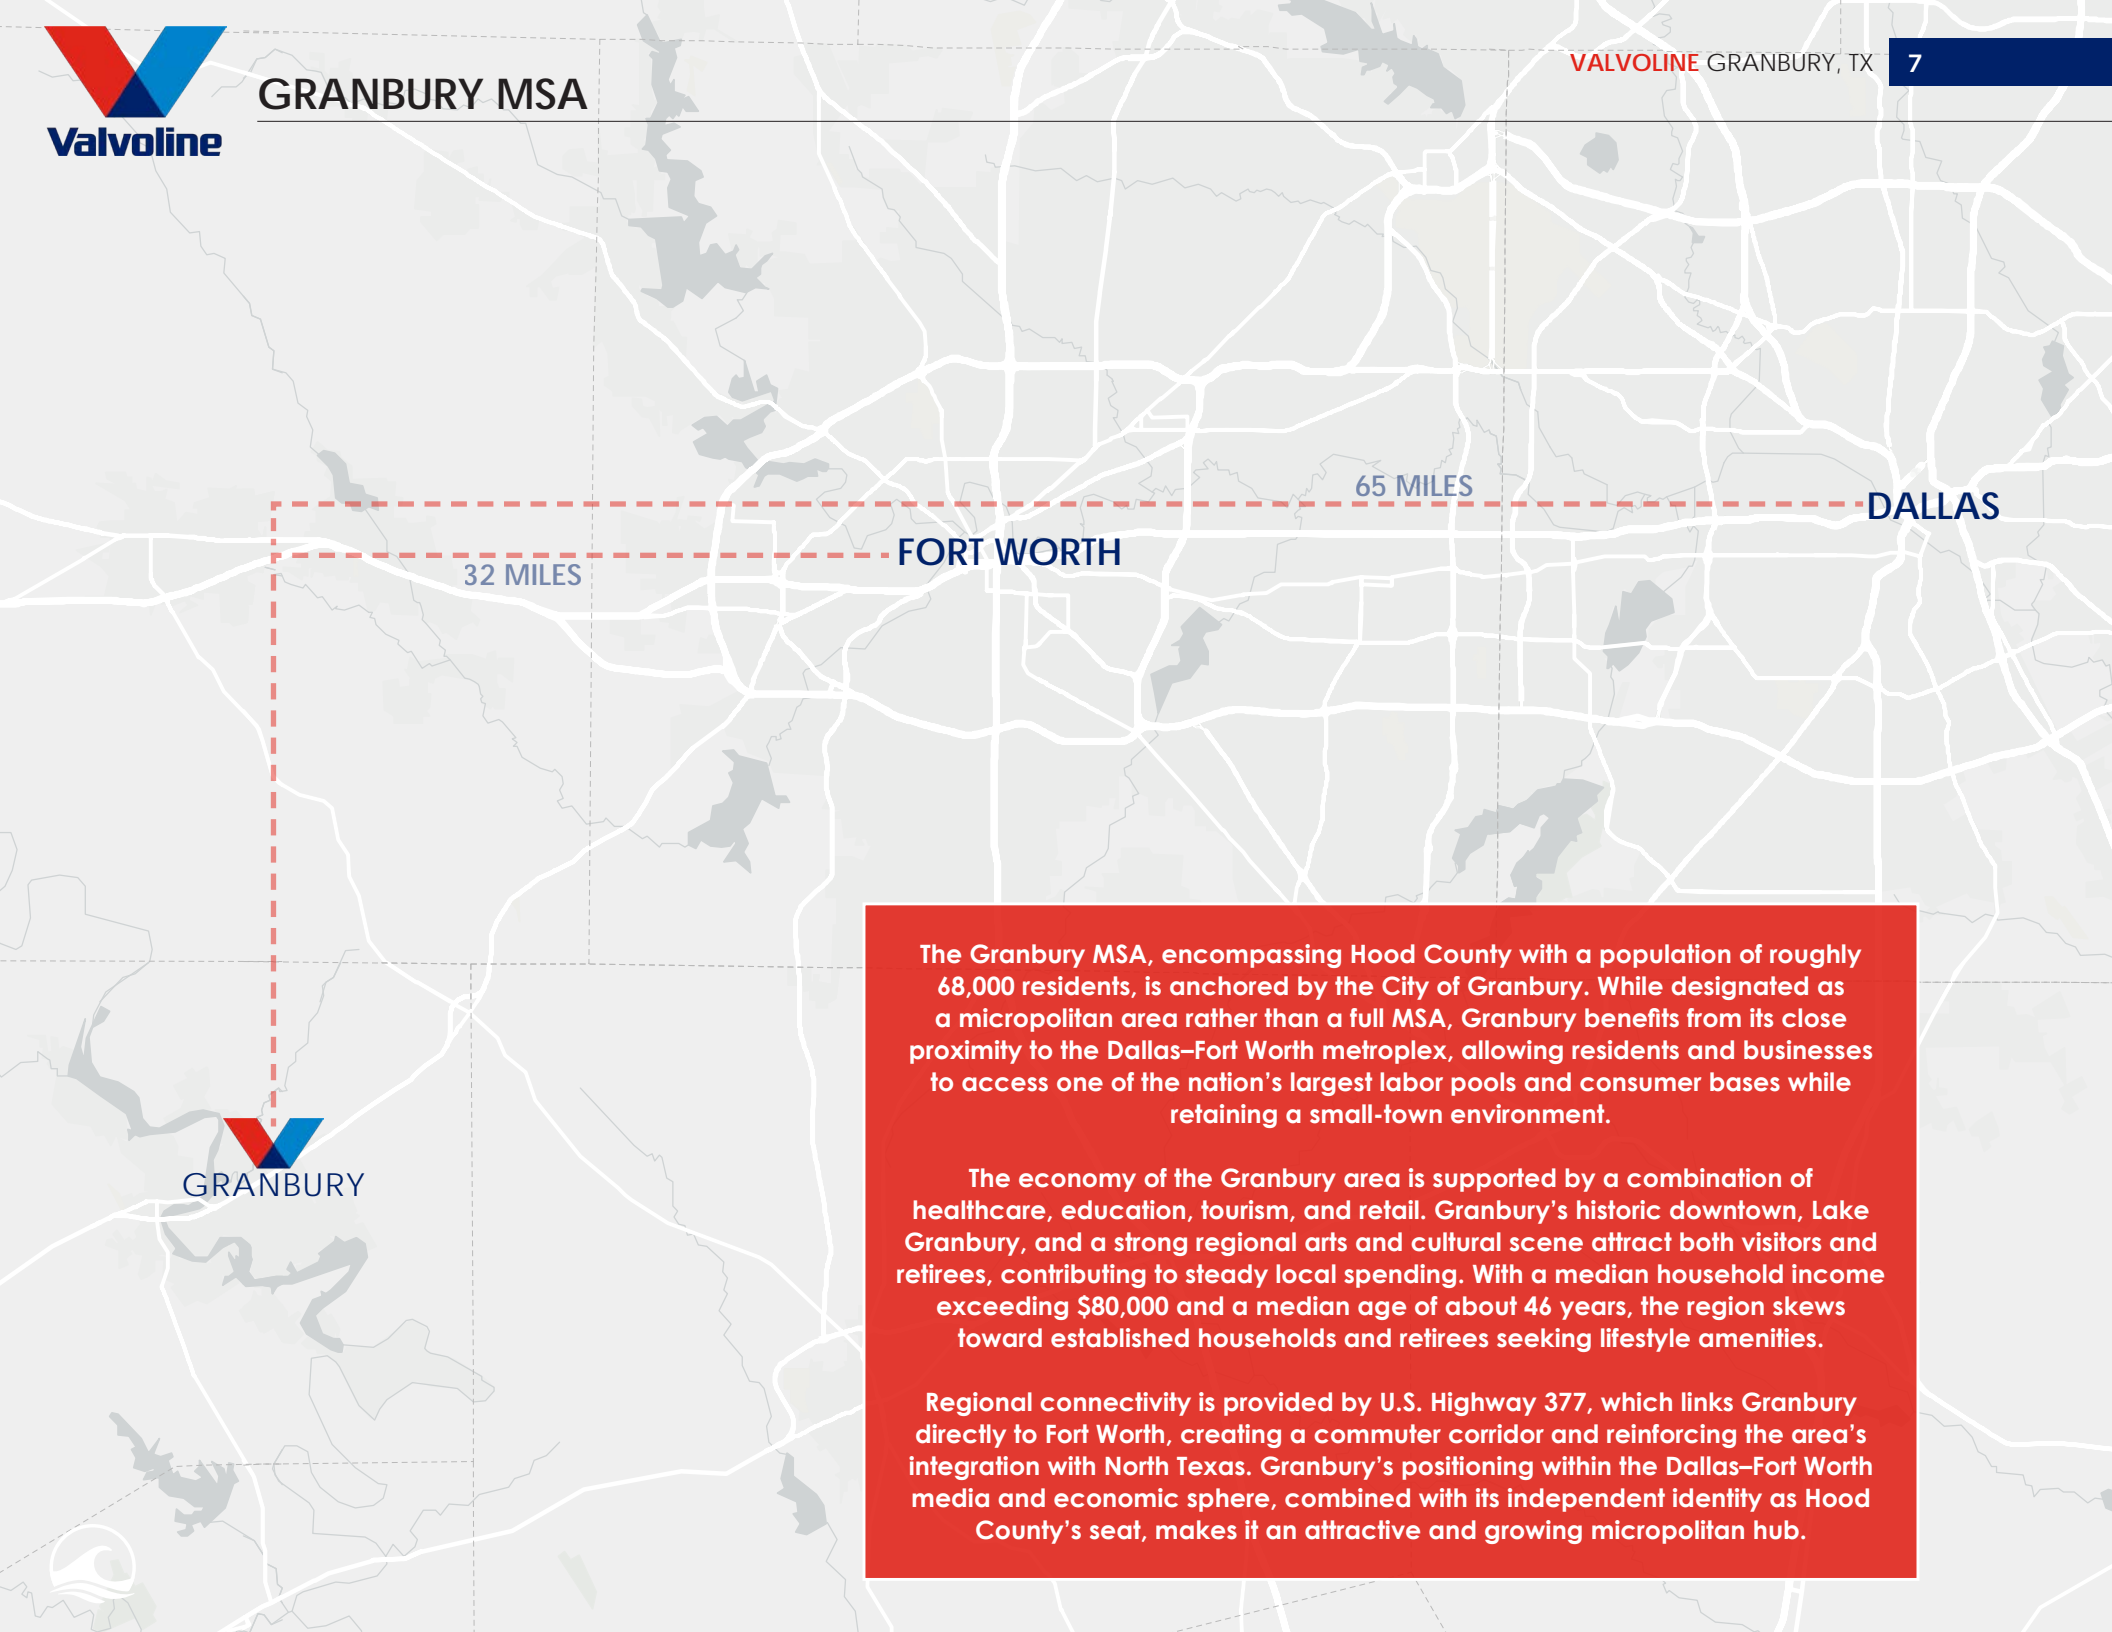 Valvoline
GRANBURY MSA
VALVOLINE GRANBURY, TX 7
65 MILES
DALLAS
FORT WORTH
32 MILES
GRANBURY
The Granbury MSA, encompassing Hood County with a population of roughly
68,000 residents, is anchored by the City of Granbury. While designated as
a micropolitan area rather than a full MSA, Granbury benefits from its close
proximity to the Dallas–Fort Worth metroplex, allowing residents and businesses
to access one of the nation’s largest labor pools and consumer bases while
retaining a small-town environment.
The economy of the Granbury area is supported by a combination of
healthcare, education, tourism, and retail. Granbury’s historic downtown, Lake
Granbury, and a strong regional arts and cultural scene attract both visitors and
retirees, contributing to steady local spending. With a median household income
exceeding $80,000 and a median age of about 46 years, the region skews
toward established households and retirees seeking lifestyle amenities.
Regional connectivity is provided by U.S. Highway 377, which links Granbury
directly to Fort Worth, creating a commuter corridor and reinforcing the area’s
integration with North Texas. Granbury’s positioning within the Dallas–Fort Worth
media and economic sphere, combined with its independent identity as Hood
County’s seat, makes it an attractive and growing micropolitan hub.